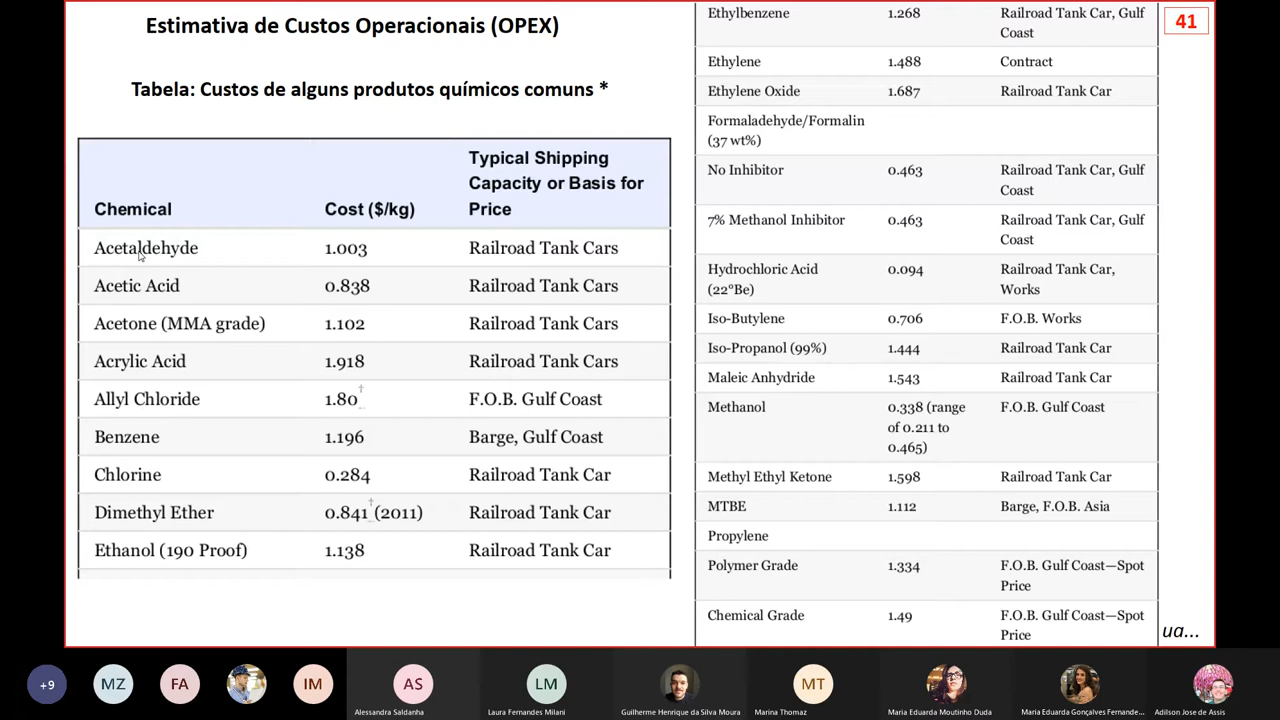 Estimativa de Custos Operacionais (OPEX)
41
Tabela: Custos de alguns produtos químicos comuns *
Chemical Cost ($/kg) Typical Shipping Capacity or Basis for Price
Acetaldehyde 1.003 Railroad Tank Cars
Acetic Acid 0.838 Railroad Tank Cars
Acetone (MMA grade) 1.102 Railroad Tank Cars
Acrylic Acid 1.918 Railroad Tank Cars
Allyl Chloride 1.80† F.O.B. Gulf Coast
Benzene 1.196 Barge, Gulf Coast
Chlorine 0.284 Railroad Tank Car
Dimethyl Ether 0.841† (2011) Railroad Tank Car
Ethanol (190 Proof) 1.138 Railroad Tank Car
Ethylbenzene 1.268 Railroad Tank Car, Gulf Coast
Ethylene 1.488 Contract
Ethylene Oxide 1.687 Railroad Tank Car
Formaladehyde/Formalin (37 wt%)
No Inhibitor 0.463 Railroad Tank Car, Gulf Coast
7% Methanol Inhibitor 0.463 Railroad Tank Car, Gulf Coast
Hydrochloric Acid (22°Be) 0.094 Railroad Tank Car, Works
Iso-Butylene 0.706 F.O.B. Works
Iso-Propanol (99%) 1.444 Railroad Tank Car
Maleic Anhydride 1.543 Railroad Tank Car
Methanol 0.338 (range of 0.211 to 0.465) F.O.B. Gulf Coast
Methyl Ethyl Ketone 1.598 Railroad Tank Car
MTBE 1.112 Barge, F.O.B. Asia
Propylene
Polymer Grade 1.334 F.O.B. Gulf Coast—Spot Price
Chemical Grade 1.49 F.O.B. Gulf Coast—Spot Price
ua...
+9 MZ FA IM AS LM MT
Alessandra Saldanha
Laura Fernandes Milani
Guilherme Henrique da Silva Moura
Marina Thomaz
Maria Eduarda Moutinho Duda
Maria Eduarda Gonçalves Fernande...
Adilson Jose de Assis